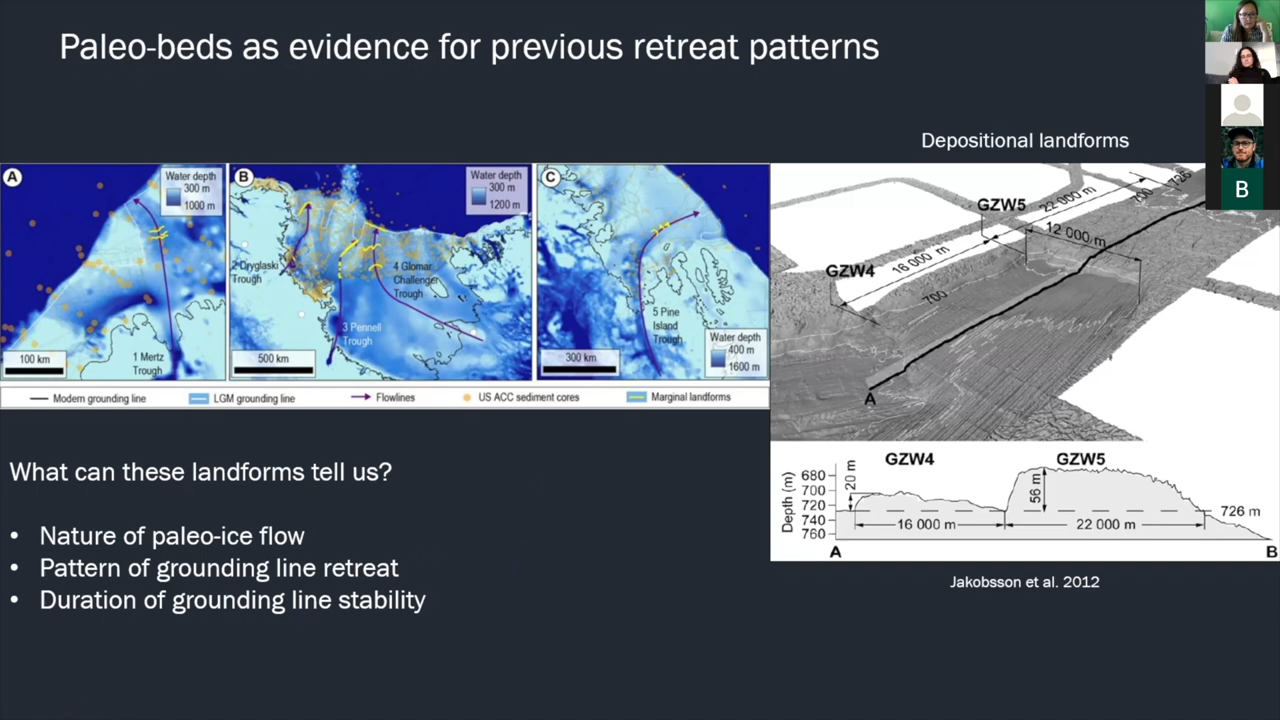 Paleo-beds as evidence for previous retreat patterns
Depositional landforms
A
Water depth
300 m
1000 m
100 km
1 Mertz
Trough
B
Water depth
300 m
1200 m
2 Dryglaski
Trough
4 Glomar
Challenger
Trough
3 Pennell
Trough
500 km
C
5 Pine
Island
Trough
300 km
Water depth
400 m
1600 m
Modern grounding line
LGM grounding line
Flowlines
US ACC sediment cores
Marginal landforms
GZW5
22 000 m
700
726
12 000 m
GZW4
16 000 m
700
A
GZW4
GZW5
Depth (m)
680
700
720
740
760
20 m
56 m
726 m
16 000 m
22 000 m
A
B
Jakobsson et al. 2012
What can these landforms tell us?
• Nature of paleo-ice flow
• Pattern of grounding line retreat
• Duration of grounding line stability
B